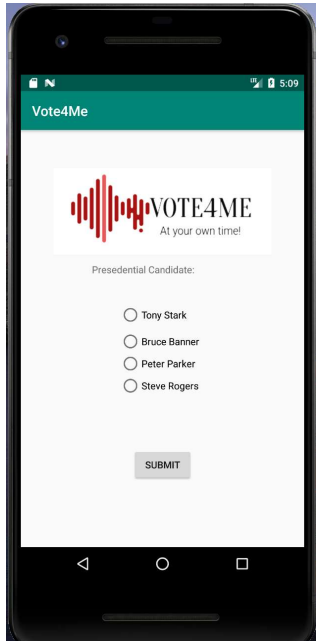 5:09
Vote4Me
VOTE4ME
At your own time!
Presedential Candidate:
Tony Stark
Bruce Banner
Peter Parker
Steve Rogers
SUBMIT